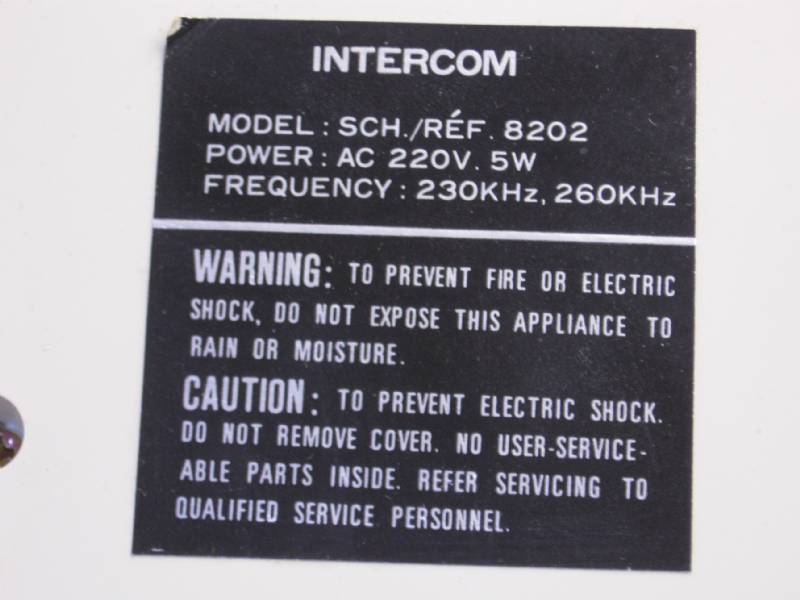 INTERCOM
MODEL : SCH./RÉF. 8202
POWER : AC 220V. 5W
FREQUENCY : 230KHz, 260KHz
WARNING: TO PREVENT FIRE OR ELECTRIC
SHOCK, DO NOT EXPOSE THIS APPLIANCE TO
RAIN OR MOISTURE.
CAUTION: TO PREVENT ELECTRIC SHOCK.
DO NOT REMOVE COVER. NO USER-SERVICE-
ABLE PARTS INSIDE. REFER SERVICING TO
QUALIFIED SERVICE PERSONNEL.